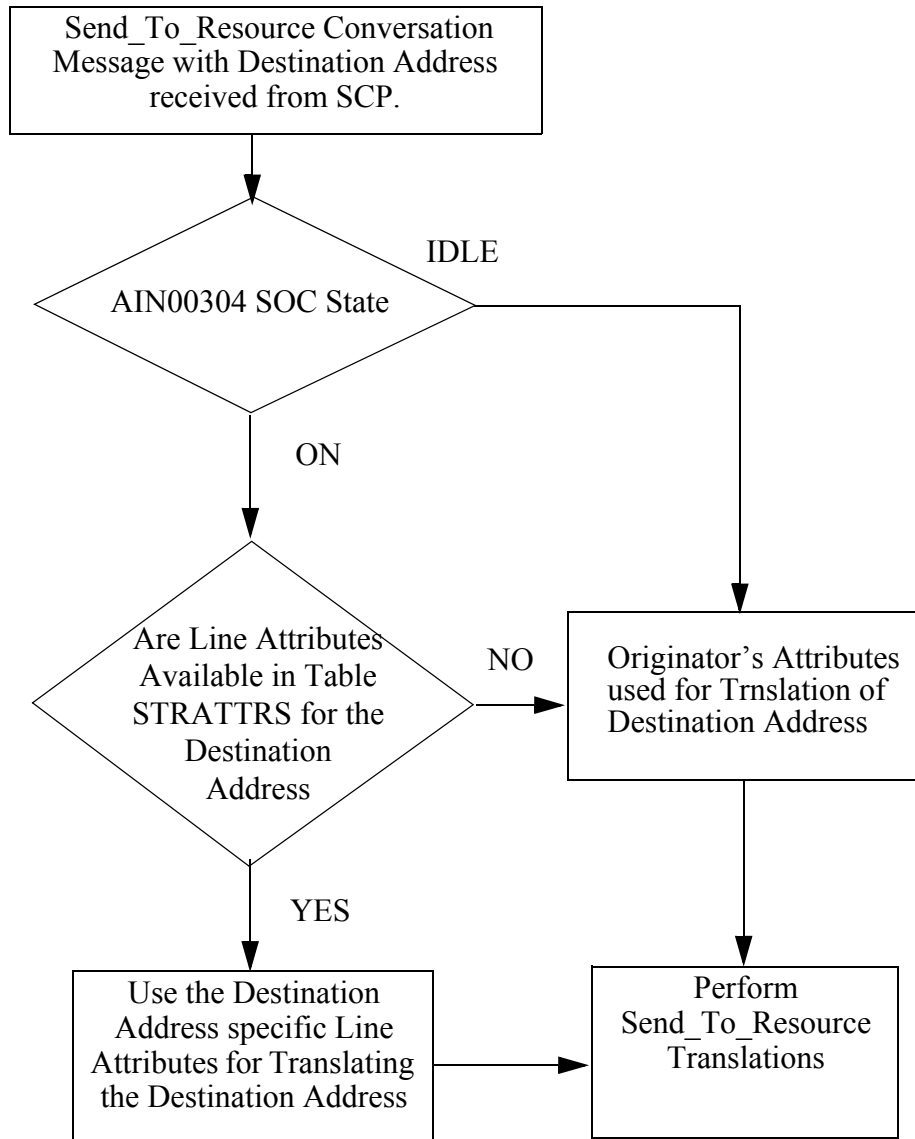 Send_To_Resource Conversation
Message with Destination Address
received from SCP.
IDLE
AIN00304 SOC State
ON
Are Line Attributes
Available in Table
STRATTRS for the
Destination
Address
NO
Originator’s Attributes
used for Trnslation of
Destination Address
YES
Use the Destination
Address specific Line
Attributes for Translating
the Destination Address
Perform
Send_To_Resource
Translations